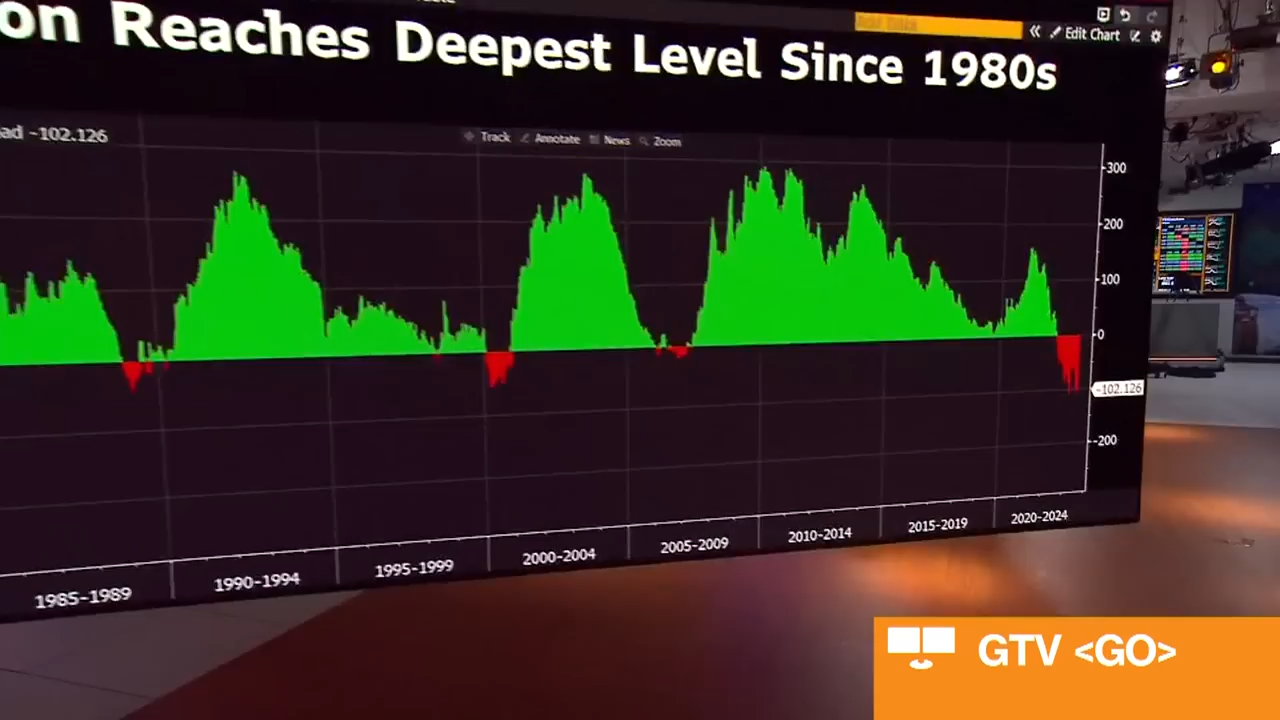 on Reaches Deepest Level Since 1980s
Edit Chart
ad -102.126
Track Annotate News Zoom
300
200
100
0
-102.126
-200
1985-1989
1990-1994
1995-1999
2000-2004
2005-2009
2010-2014
2015-2019
2020-2024
GTV <GO>